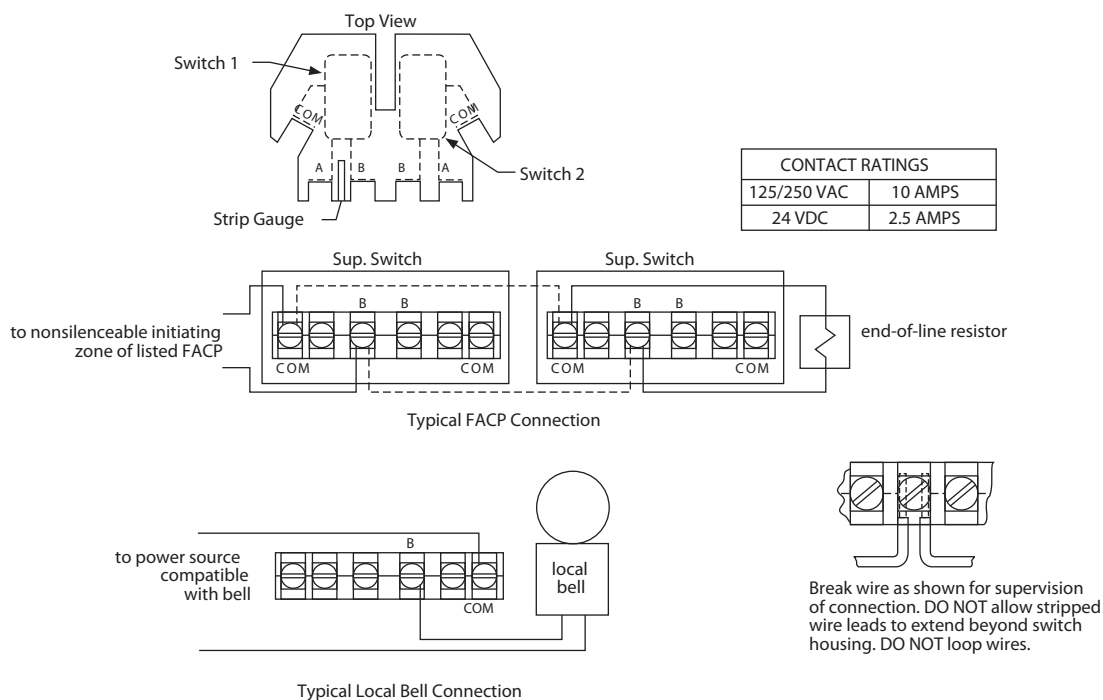 Top View
Switch 1
COM
COM
A
B
B
A
Switch 2
Strip Gauge
CONTACT RATINGS
125/250 VAC 10 AMPS
24 VDC 2.5 AMPS
Sup. Switch
Sup. Switch
B
B
B
B
to nonsilenceable initiating
zone of listed FACP
end-of-line resistor
COM
COM
COM
COM
Typical FACP Connection
B
to power source
compatible
with bell
local
bell
COM
Break wire as shown for supervision
of connection. DO NOT allow stripped
wire leads to extend beyond switch
housing. DO NOT loop wires.
Typical Local Bell Connection